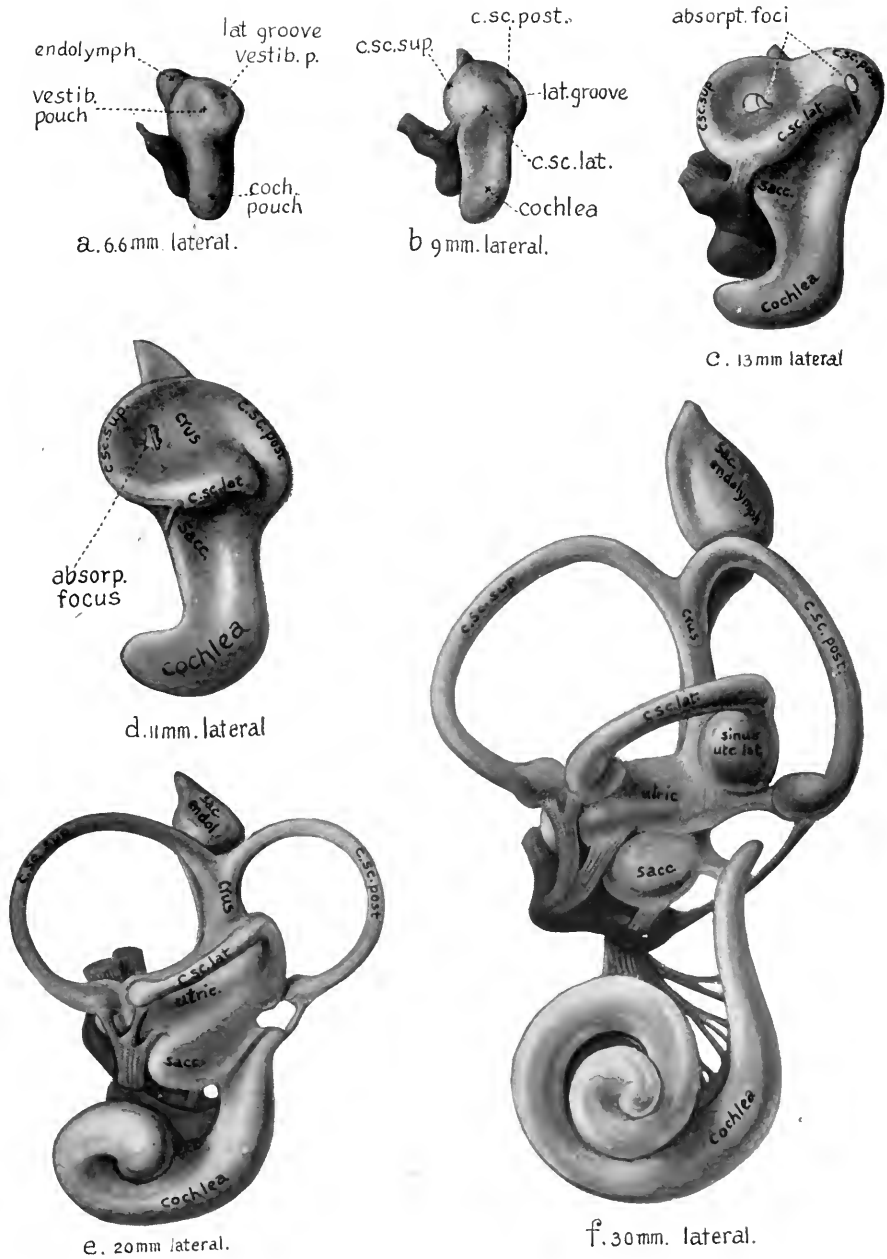 endolymph
lat groove
vestib. p.
vestib.
pouch
coch.
pouch
a. 6.6 mm. lateral.
c.sc.post.
c.sc.sup.
lat. groove
c.sc.lat.
cochlea
b 9 mm. lareral.
absorpt. foci
c.sc.sup
c.sc.post
c.sc.lat.
sacc.
cochlea
c. 13 mm lateral
c.sc.sup.
crus
c.sc.post
c.sc.lat.
sacc.
absorp.
focus
cochlea
d. 11 mm. lateral
sac
endol.
c.sc.sup
c.sc.post
crus
c.sc.lat.
utric.
sacc.
cochlea
e. 20 mm lateral.
sac.
endolymph
c.sc.sup
crus
c.sc.post.
c.sc.lat.
sinus
utr. lat.
utric
sacc.
cochlea
f. 30 mm. lateral.